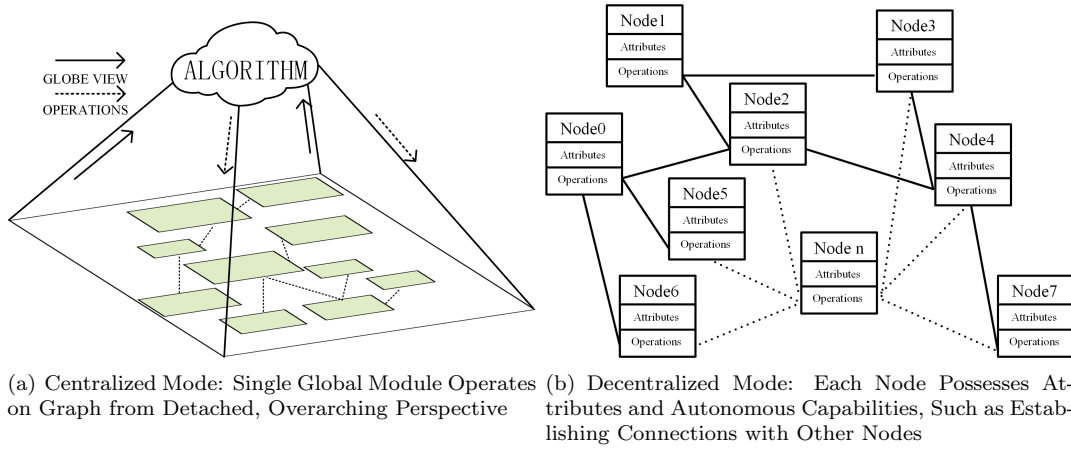 ALGORITHM
GLOBE VIEW
OPERATIONS
(a) Centralized Mode: Single Global Module Operates
on Graph from Detached, Overarching Perspective
Node1
Attributes
Operations
Node3
Attributes
Operations
Node2
Attributes
Operations
Node0
Attributes
Operations
Node4
Attributes
Operations
Node5
Attributes
Operations
Node n
Attributes
Operations
Node6
Attributes
Operations
Node7
Attributes
Operations
(b) Decentralized Mode: Each Node Possesses At-
tributes and Autonomous Capabilities, Such as Estab-
lishing Connections with Other Nodes